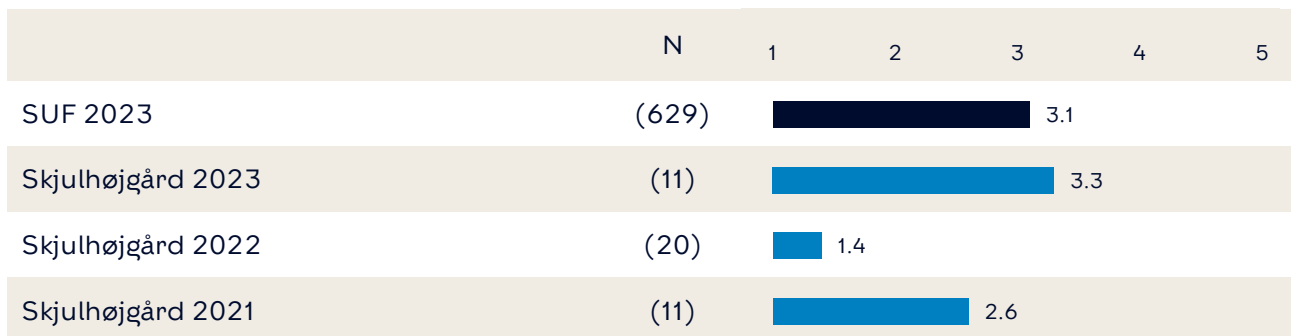 N 1 2 3 4 5
SUF 2023 (629) 3.1
Skjulhøjgård 2023 (11) 3.3
Skjulhøjgård 2022 (20) 1.4
Skjulhøjgård 2021 (11) 2.6